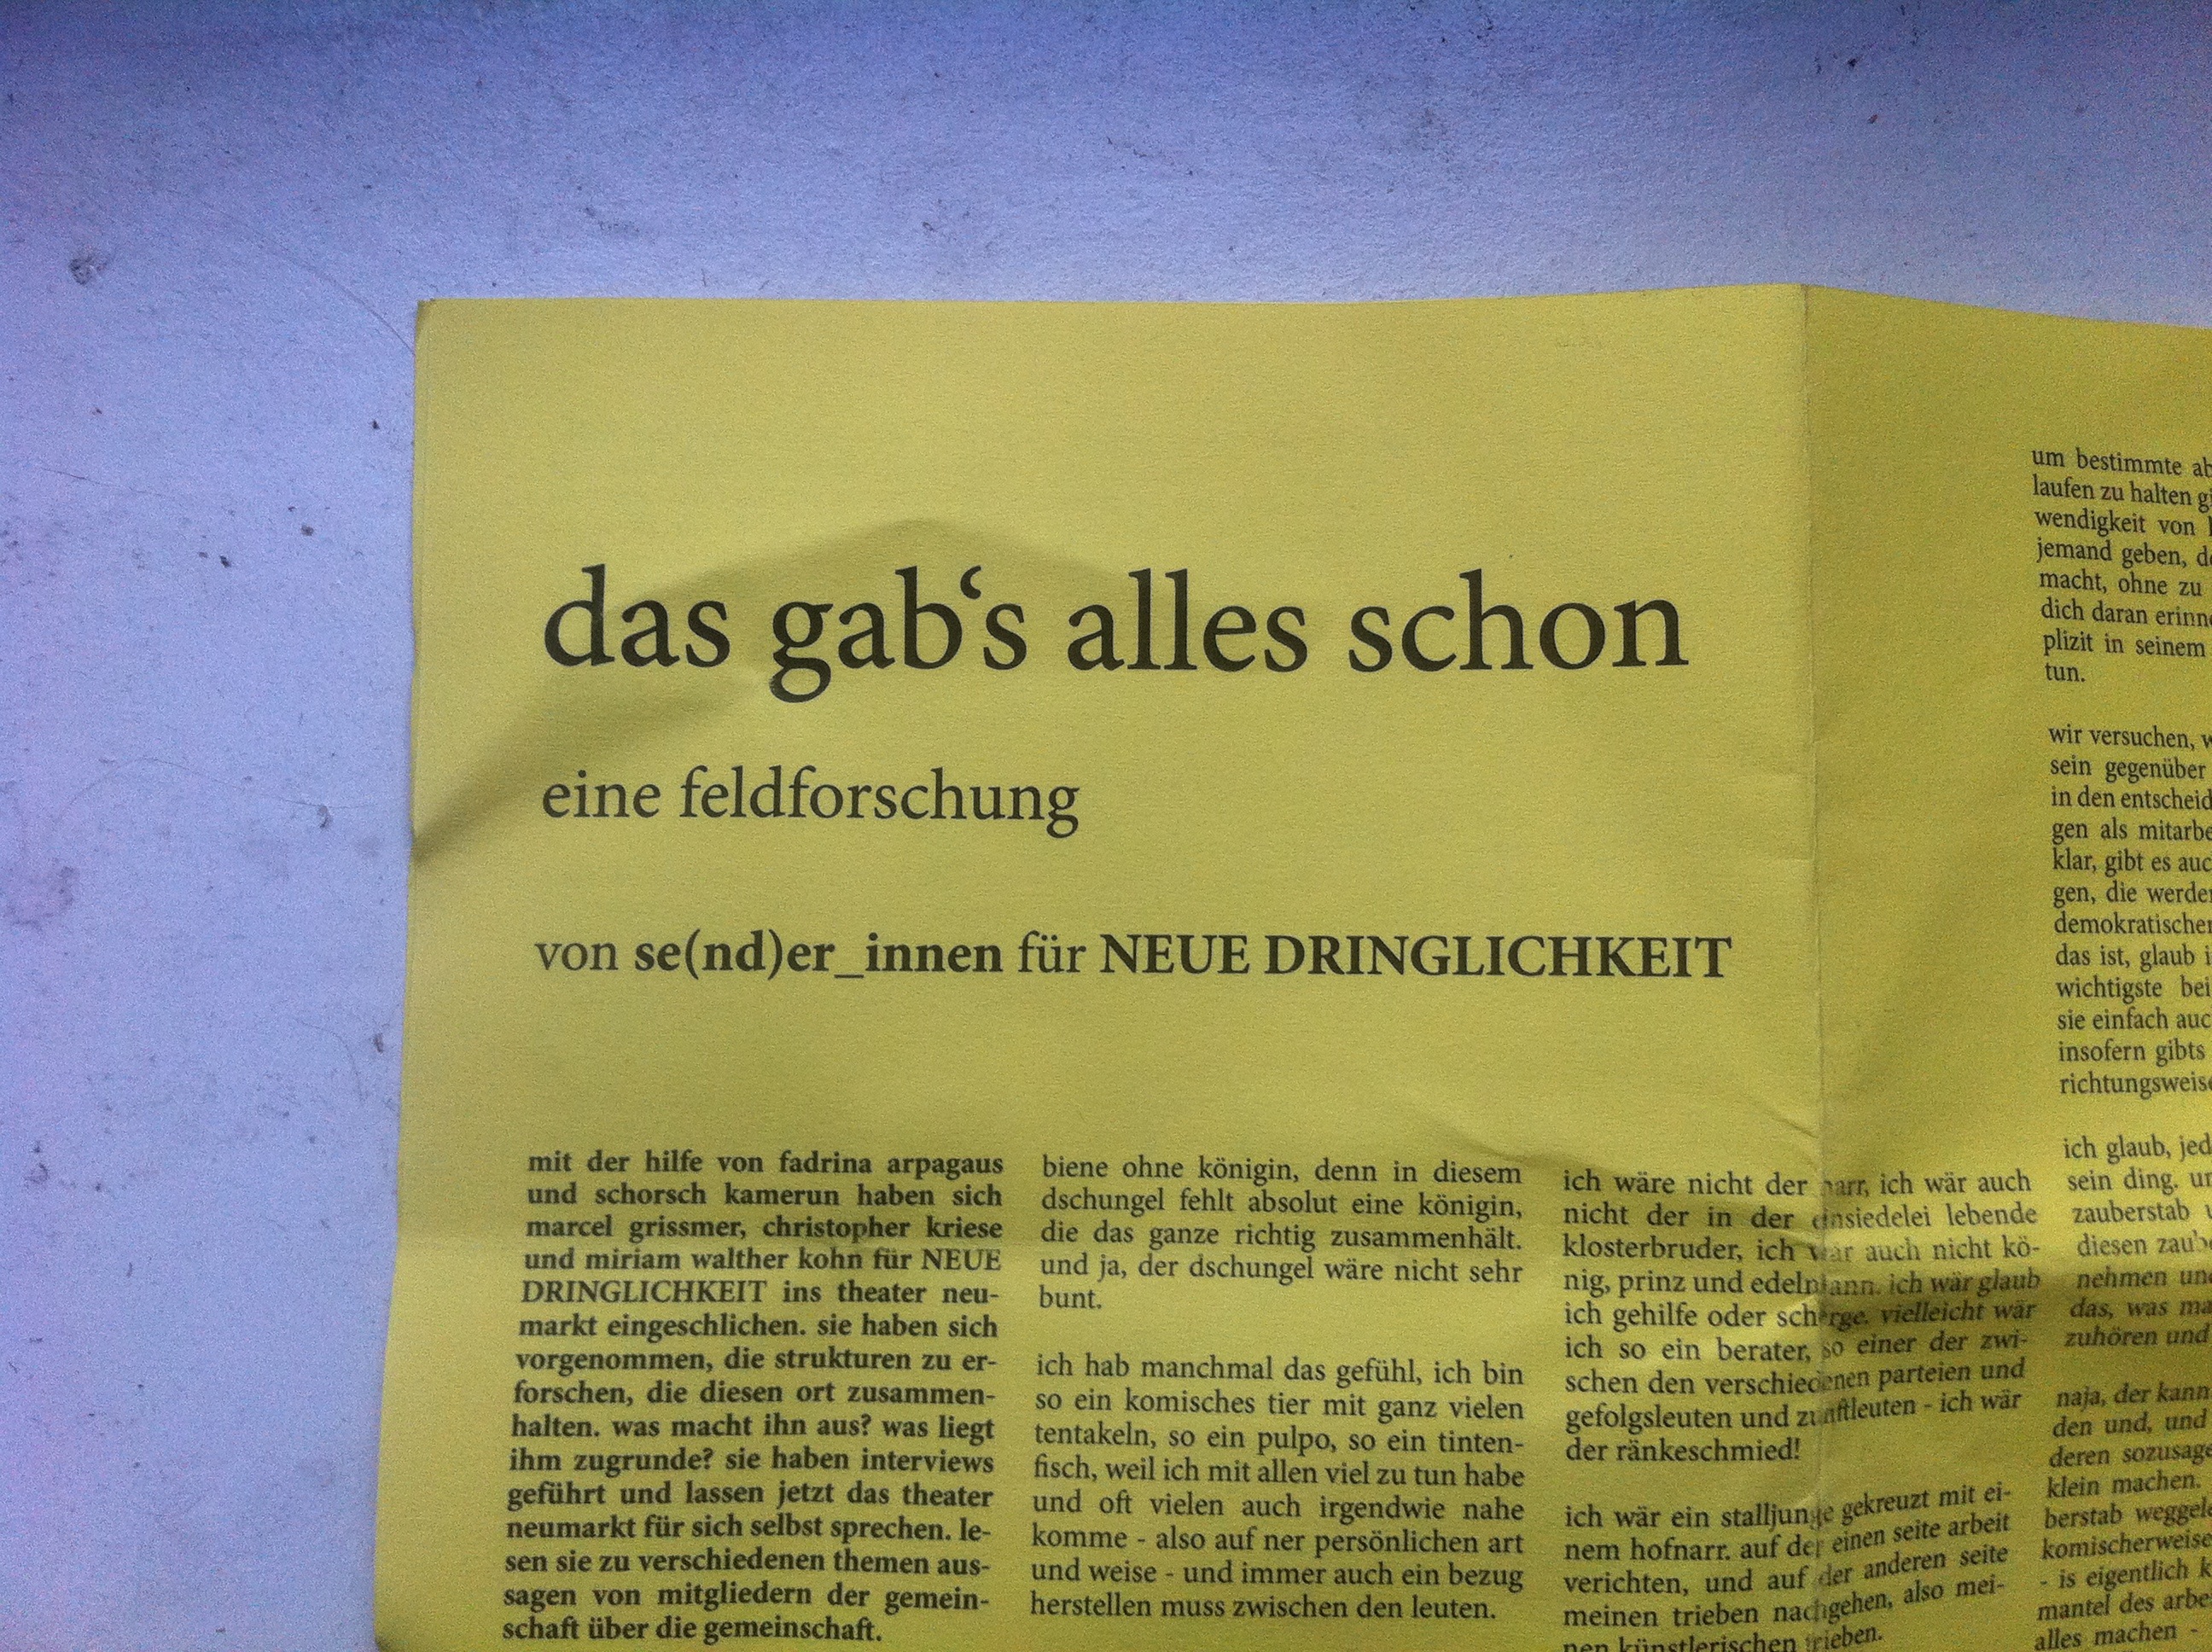 das gab‘s alles schon
eine feldforschung
von se(nd)er_innen für NEUE DRINGLICHKEIT
mit der hilfe von fadrina arpagaus
und schorsch kamerun haben sich
marcel grissmer, christopher kriese
und miriam walther kohn für NEUE
DRINGLICHKEIT ins theater neu-
markt eingeschlichen. sie haben sich
vorgenommen, die strukturen zu er-
forschen, die diesen ort zusammen-
halten. was macht ihn aus? was liegt
ihm zugrunde? sie haben interviews
geführt und lassen jetzt das theater
neumarkt für sich selbst sprechen. le-
sen sie zu verschiedenen themen aus-
sagen von mitgliedern der gemein-
schaft über die gemeinschaft.
biene ohne königin, denn in diesem
dschungel fehlt absolut eine königin,
die das ganze richtig zusammenhält.
und ja, der dschungel wäre nicht sehr
bunt.
ich hab manchmal das gefühl, ich bin
so ein komisches tier mit ganz vielen
tentakeln, so ein pulpo, so ein tinten-
fisch, weil ich mit allen viel zu tun habe
und oft vielen auch irgendwie nahe
komme - also auf ner persönlichen art
und weise - und immer auch ein bezug
herstellen muss zwischen den leuten.
ich wäre nicht der narr, ich wär auch
nicht der in der einsiedelei lebende
klosterbruder, ich wär auch nicht kö-
nig, prinz und edelmann. ich wär glaub
ich gehilfe oder scherge. vielleicht wär
ich so ein berater, so einer der zwi-
schen den verschiedenen parteien und
gefolgsleuten und zunftleuten - ich wär
der ränkeschmied!
ich wär ein stalljunge gekreuzt mit ei-
nem hofnarr. auf der einen seite arbeit
verichten, und auf der anderen seite
meinen trieben nachgehen, also mei-
nen künstlerischen trieben.
um bestimmte
laufen zu halten
wendigkeit von
jemand geben,
macht, ohne zu
dich daran
plizit in seinem
tun.
wir versuchen,
sein gegenüber
in den
gen als
klar, gibt es
gen, die
das ist, glaub
wichtigste
sie einfach
insofern gibts
ich glaub,
sein ding.
zauberstab
diesen
nehmen
das, was
zuhören und
naja, der kann
den und, und
deren
klein machen.
berstab
komischerweise
- is eigentlich
mantel des
alles machen -